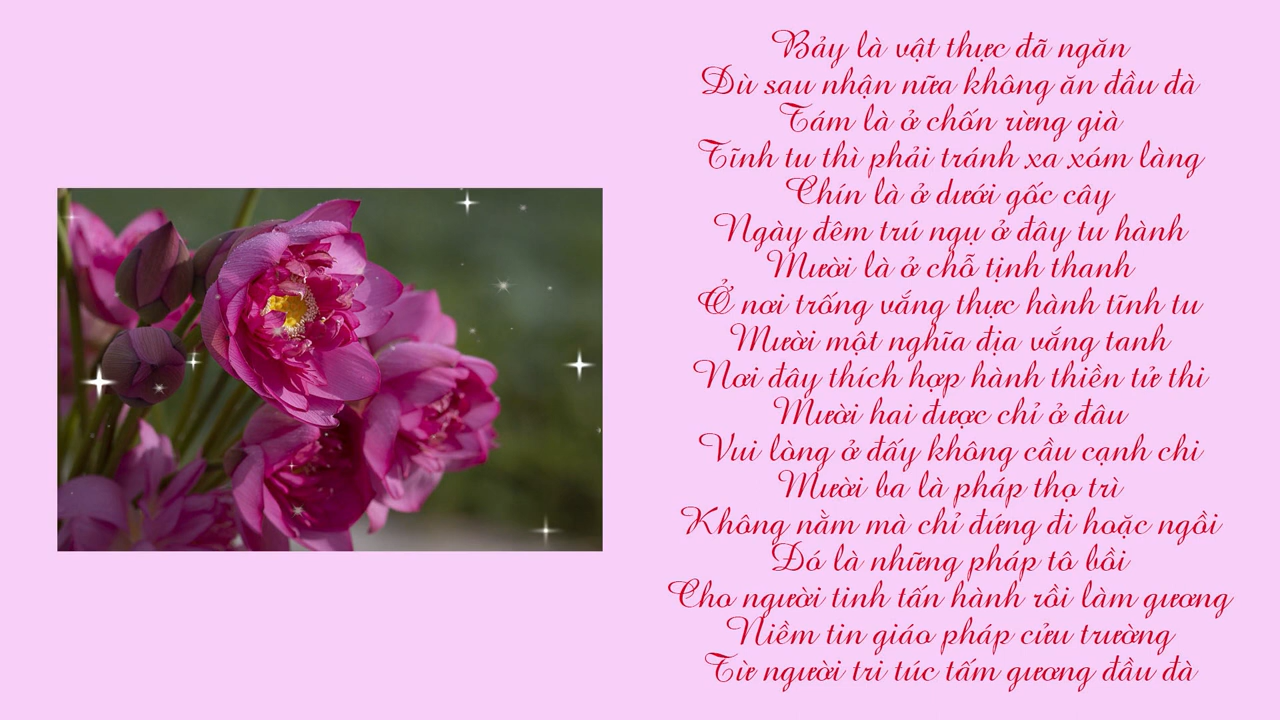 Bảy là vật thực đã ngăn
Dù sau nhận nữa không ăn đầu đà
Tám là ở chốn rừng già
Tĩnh tu thì phải tránh xa xóm làng
Chín là ở dưới gốc cây
Ngày đêm trú ngụ ở đây tu hành
Mười là ở chỗ tịnh thanh
Ở nơi trống vắng thực hành tĩnh tu
Mười một nghĩa địa vắng tanh
Nơi đây thích hợp hành thiền tử thi
Mười hai được chỉ ở đâu
Vui lòng ở đấy không cầu cạnh chi
Mười ba là pháp thọ trì
Không nằm mà chỉ đứng đi hoặc ngồi
Đó là những pháp tô bồi
Cho người tinh tấn hành rồi làm gương
Niềm tin giáo pháp cửu trường
Từ người tri túc tấm gương đầu đà